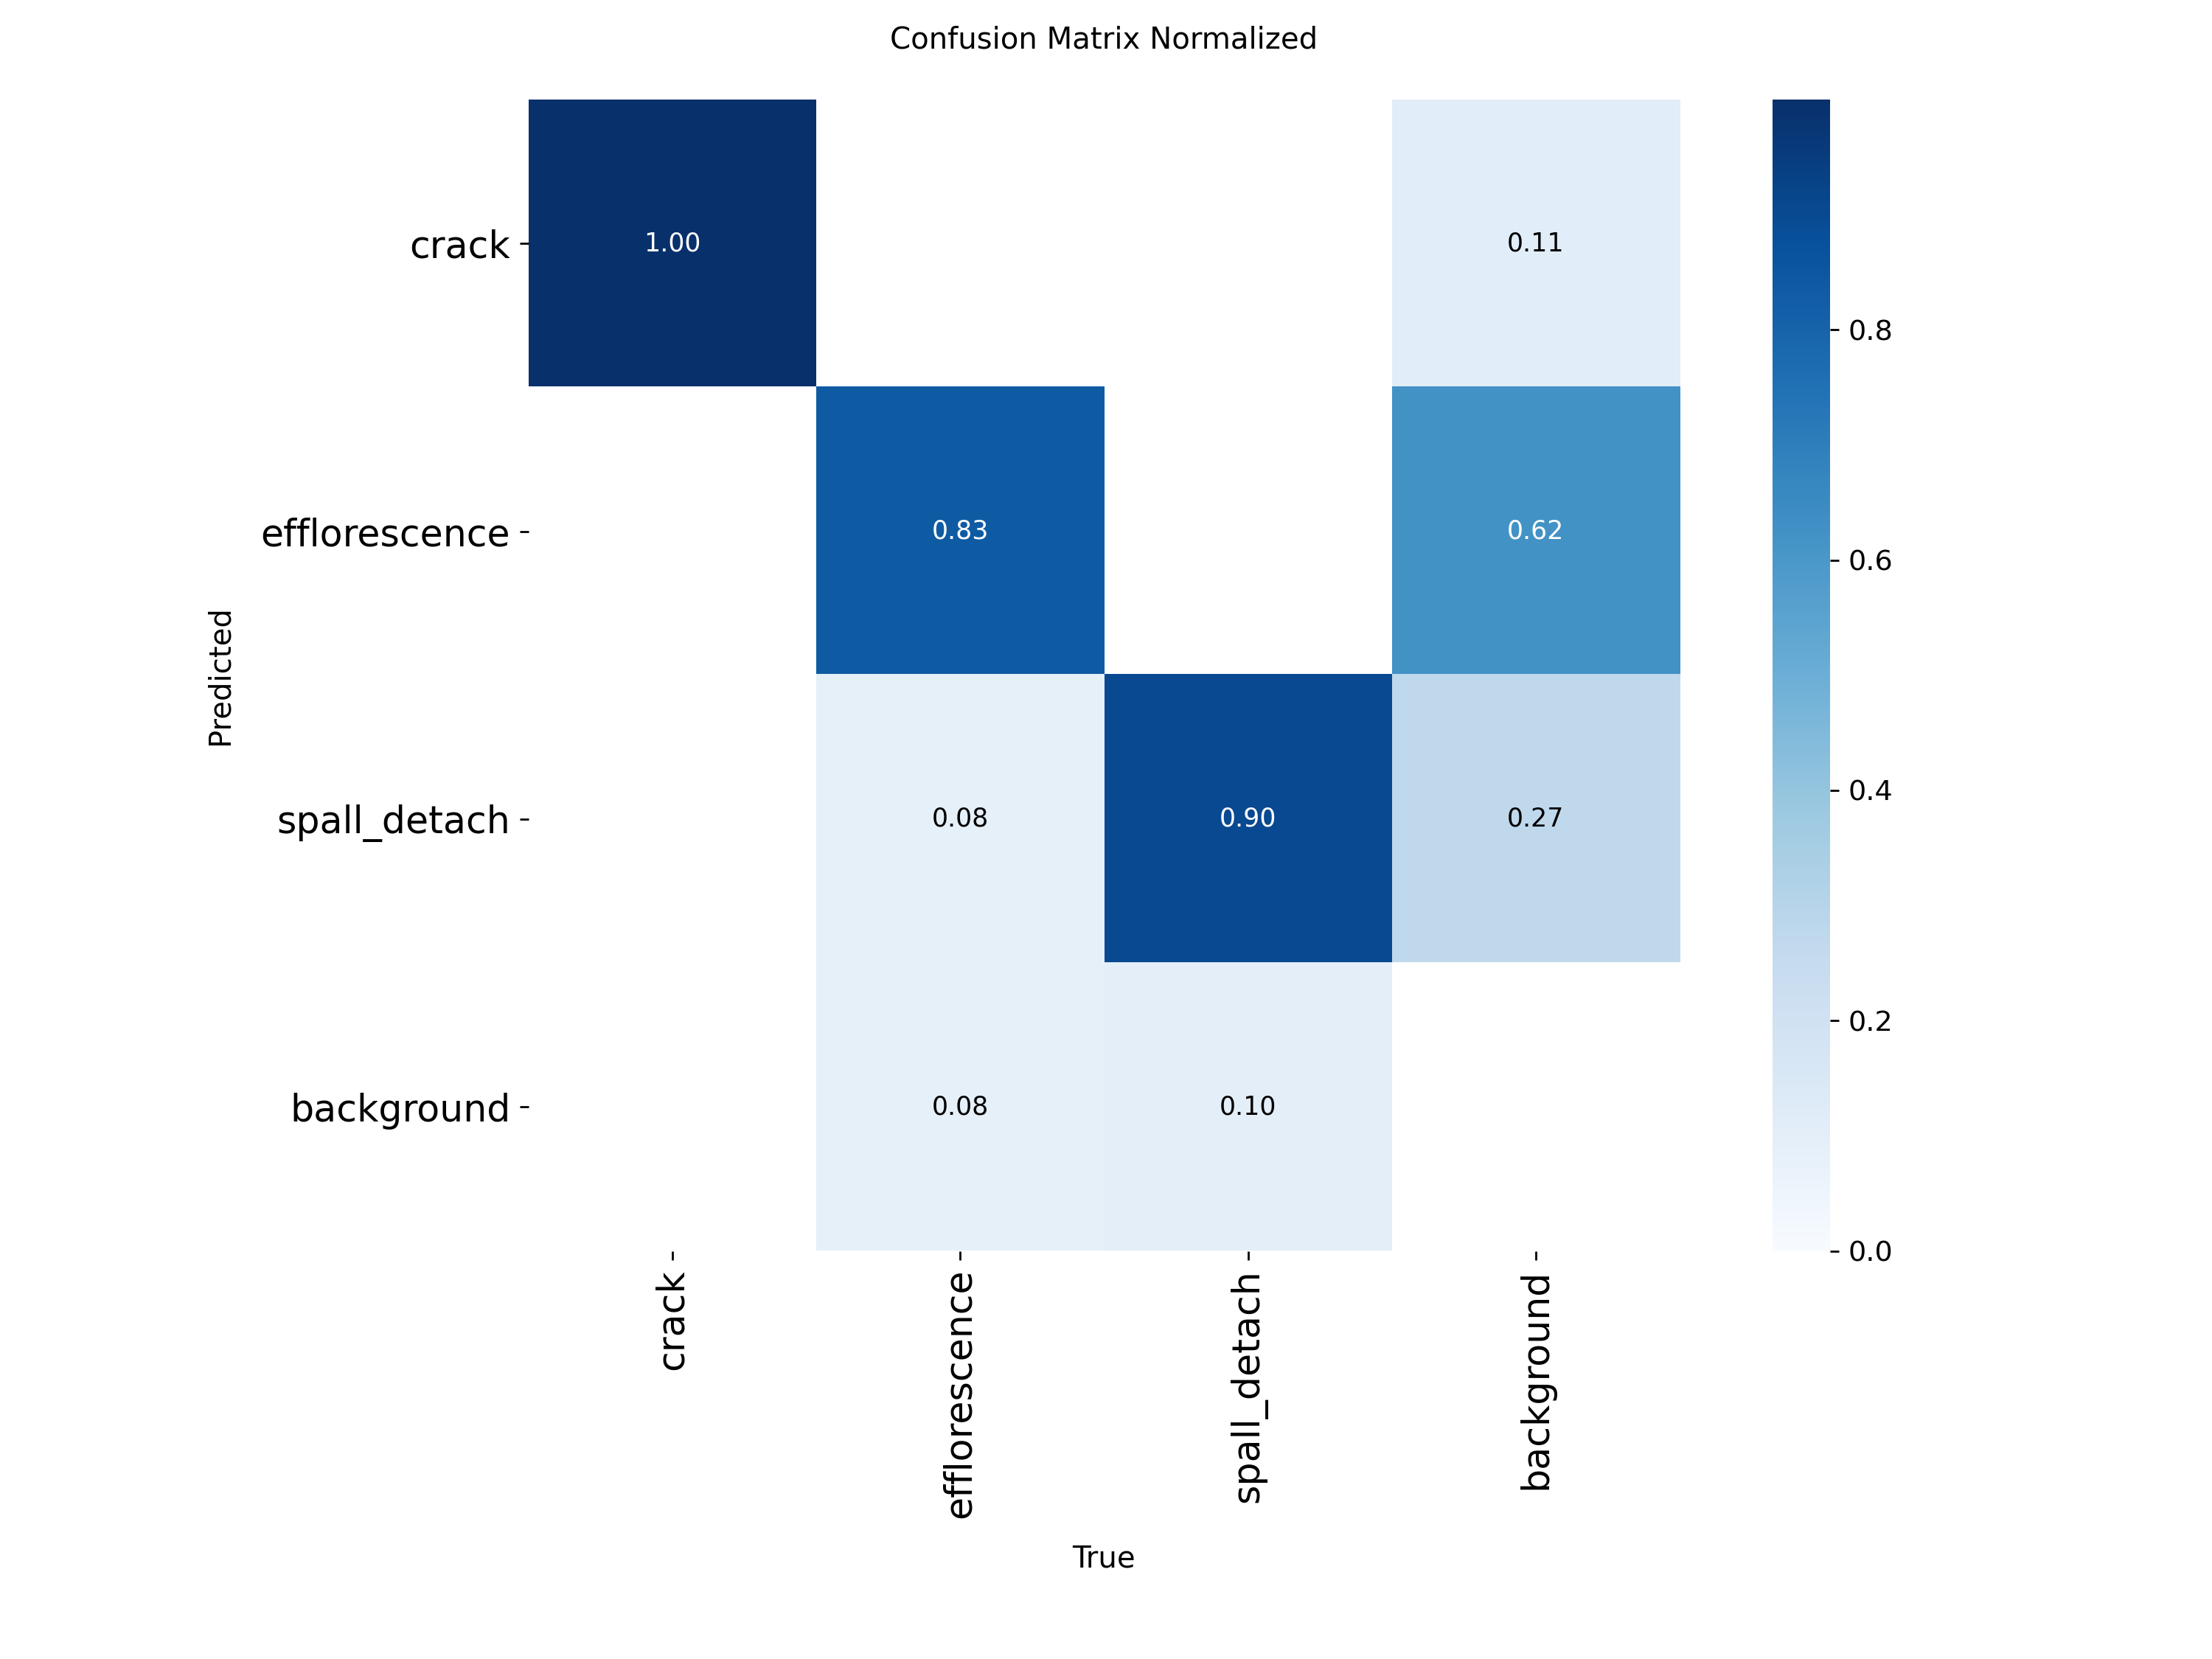 Confusion Matrix Normalized
crack
1.00
0.11
efflorescence
0.83
0.62
spall_detach
0.08
0.90
0.27
background
0.08
0.10
Predicted
crack
efflorescence
spall_detach
background
True
0.8
0.6
0.4
0.2
0.0